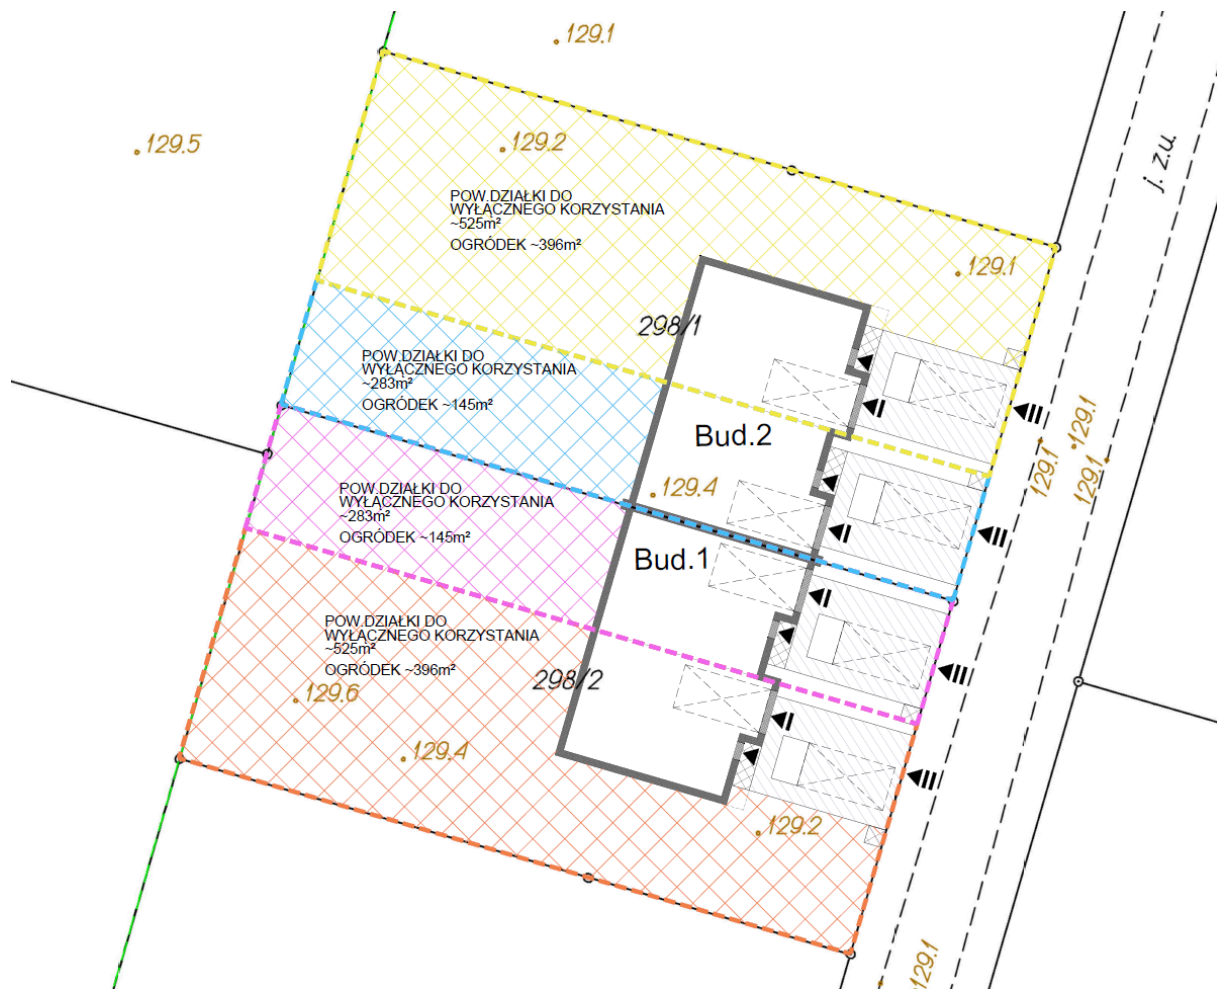 129.1
129.5
129.2
j. z.u.
POW.DZIAŁKI DO
WYŁĄCZNEGO KORZYSTANIA
~525m²
OGRÓDEK ~396m²
129.1
298/1
POW.DZIAŁKI DO
WYŁĄCZNEGO KORZYSTANIA
~283m²
OGRÓDEK ~145m²
129.1
Bud.2
129.1
129.1
129.4
POW.DZIAŁKI DO
WYŁĄCZNEGO KORZYSTANIA
~283m²
OGRÓDEK ~145m²
Bud.1
POW.DZIAŁKI DO
WYŁĄCZNEGO KORZYSTANIA
~525m²
OGRÓDEK ~396m²
298/2
129.6
129.4
129.2
129.1